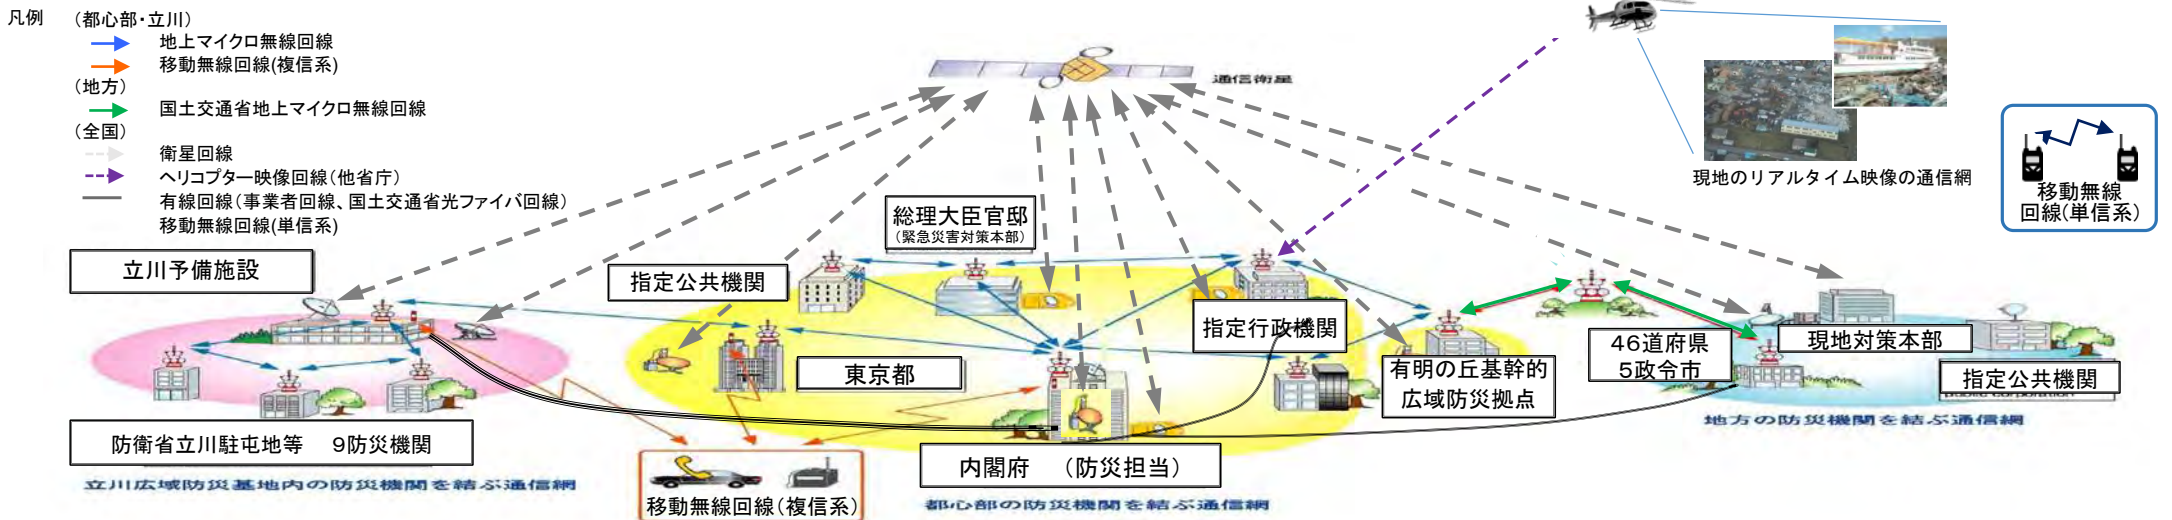 凡例
(都心部・立川)
地上マイクロ無線回線
移動無線回線(複信系)
(地方)
国土交通省地上マイクロ無線回線
(全国)
衛星回線
ヘリコプター映像回線(他省庁)
有線回線(事業者回線、国土交通省光ファイバ回線)
移動無線回線(単信系)
通信衛星
現地のリアルタイム映像の通信網
移動無線
回線(単信系)
総理大臣官邸
(緊急災害対策本部)
立川予備施設
指定公共機関
指定行政機関
東京都
有明の丘基幹的
広域防災拠点
46道府県
5政令市
現地対策本部
指定公共機関
public corporation
地方の防災機関を結ぶ通信網
防衛省立川駐屯地等 9防災機関
立川広域防災基地内の防災機関を結ぶ通信網
移動無線回線(複信系)
内閣府 (防災担当)
都心部の防災機関を結ぶ通信網